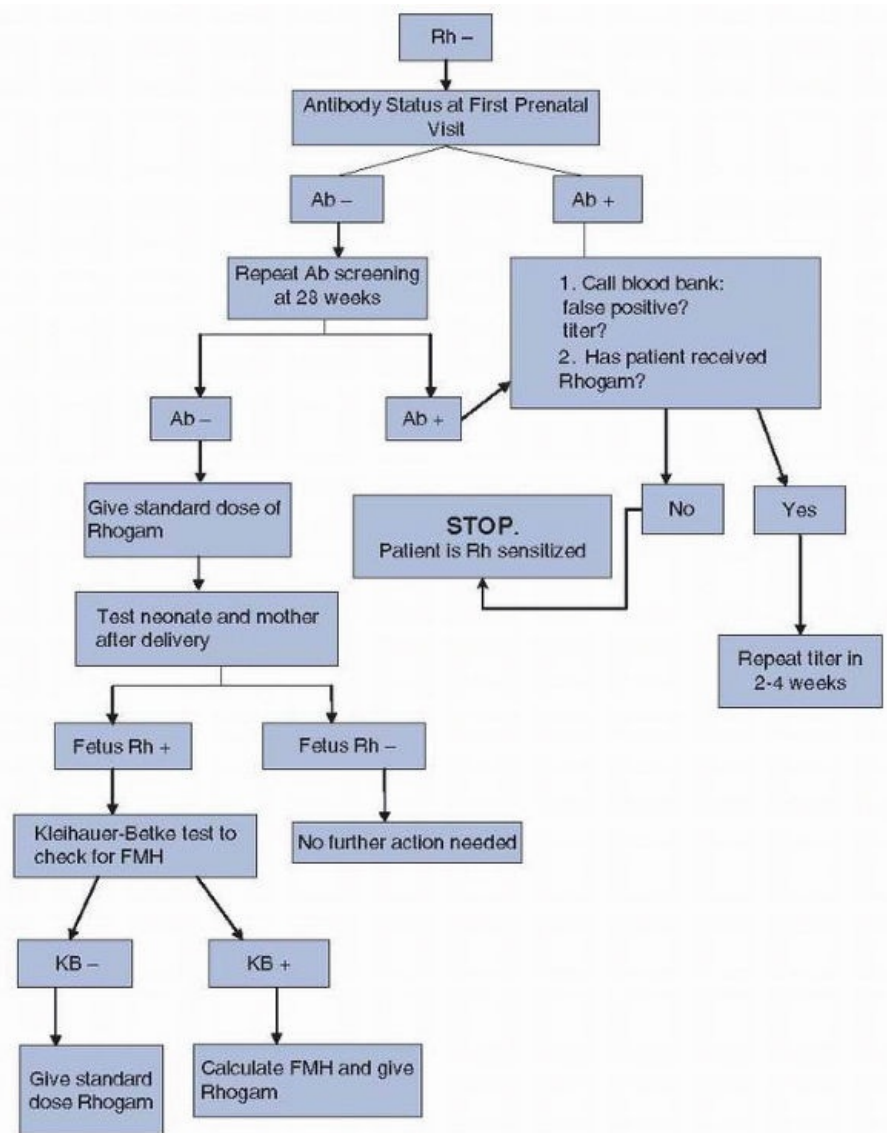 Rh –
Antibody Status at First Prenatal
Visit
Ab –
Ab +
Repeat Ab screening
at 28 weeks
1. Call blood bank:
false positive?
titer?
2. Has patient received
Rhogam?
Ab –
Ab +
Give standard dose of
Rhogam
STOP.
Patient is Rh sensitized
No
Yes
Test neonate and mother
after delivery
Repeat titer in
2-4 weeks
Fetus Rh +
Fetus Rh –
Kleihauer-Betke test to
check for FMH
No further action needed
KB –
KB +
Give standard
dose Rhogam
Calculate FMH and give
Rhogam